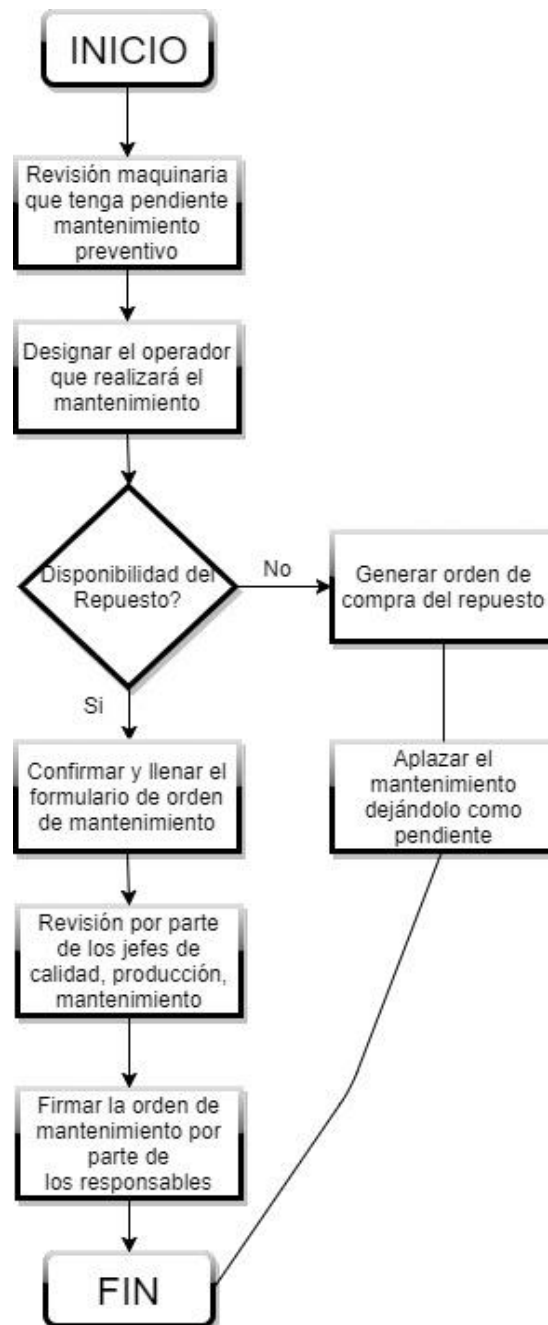 INICIO
Revisión maquinaria
que tenga pendiente
mantenimiento
preventivo
Designar el operador
que realizará el
mantenimiento
Disponibilidad del
Repuesto?
No
Generar orden de
compra del repuesto
Si
Confirmar y llenar el
formulario de orden
de mantenimiento
Aplazar el
mantenimiento
dejándolo como
pendiente
Revisión por parte
de los jefes de
calidad, producción,
mantenimiento
Firmar la orden de
mantenimiento por
parte de
los responsables
FIN